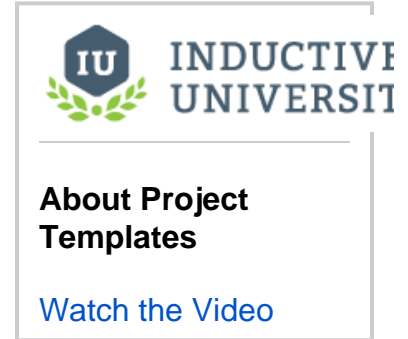 IU
INDUCTIVE
UNIVERSIT
About Project
Templates
Watch the Video